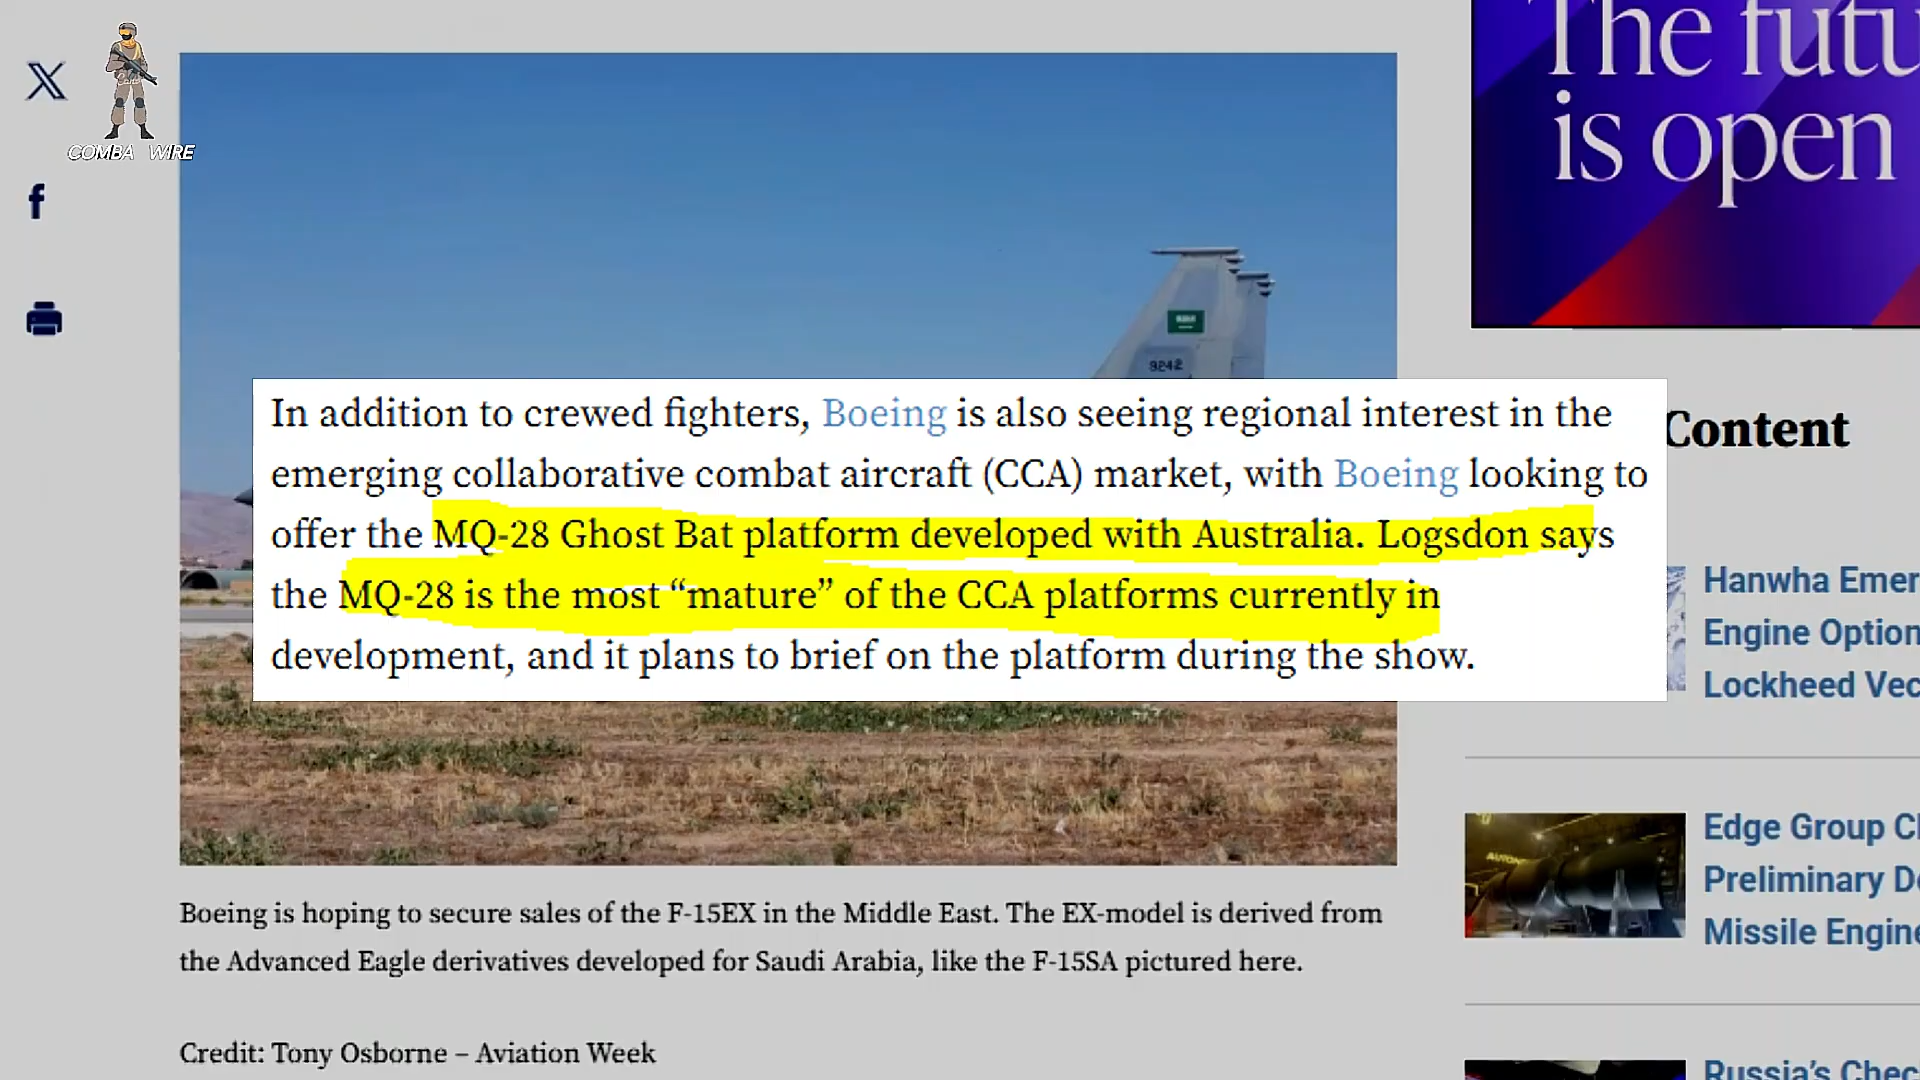 COMBA WIRE
The futu
is open
9242
In addition to crewed fighters, Boeing is also seeing regional interest in the
emerging collaborative combat aircraft (CCA) market, with Boeing looking to
offer the MQ-28 Ghost Bat platform developed with Australia. Logsdon says
the MQ-28 is the most “mature” of the CCA platforms currently in
development, and it plans to brief on the platform during the show.
Content
Hanwha Emer
Engine Option
Lockheed Vec
Edge Group C
Preliminary D
Missile Engine
Russia's Chec
Boeing is hoping to secure sales of the F-15EX in the Middle East. The EX-model is derived from
the Advanced Eagle derivatives developed for Saudi Arabia, like the F-15SA pictured here.
Credit: Tony Osborne – Aviation Week